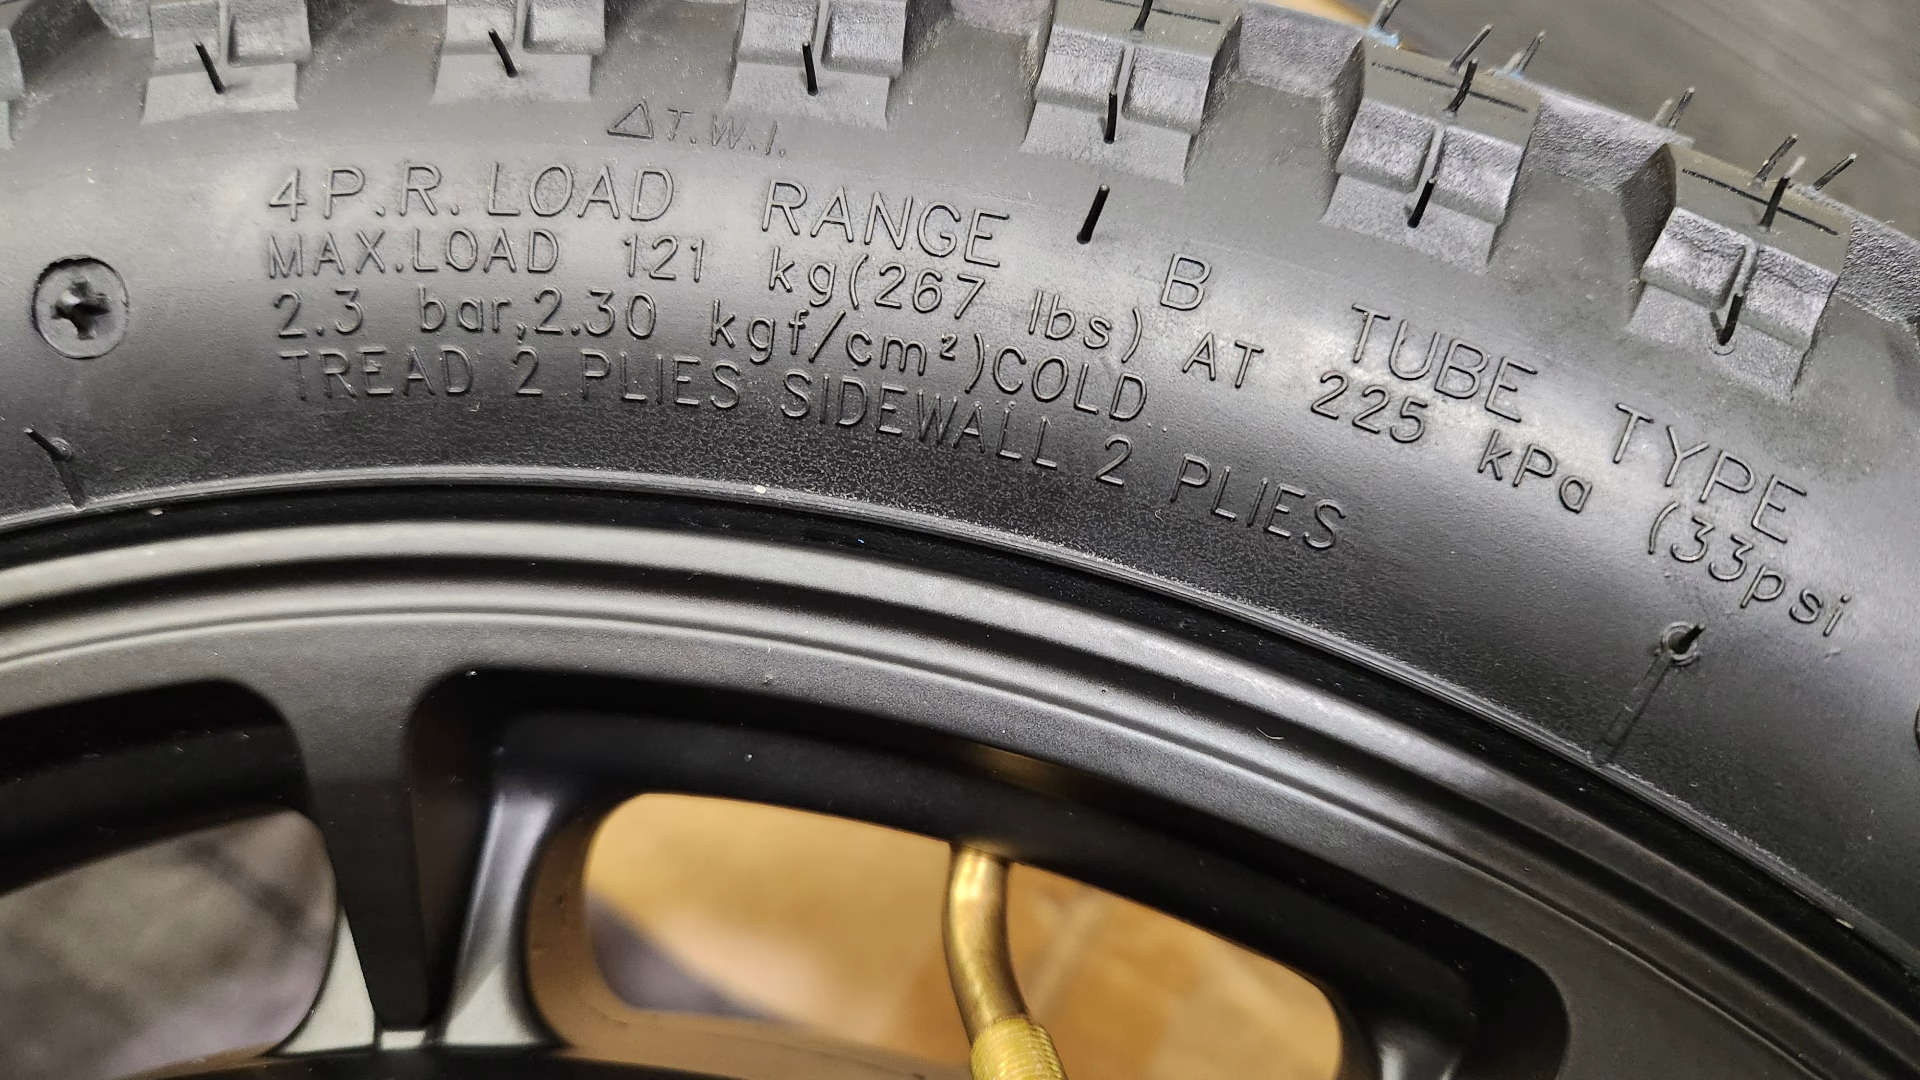 △T.W.I.
4P.R. LOAD RANGE B TUBE TYPE
MAX.LOAD 121 kg(267 lbs) AT 225 kPa (33psi
2.3 bar,2.30 kgf/cm²)COLD
TREAD 2 PLIES SIDEWALL 2 PLIES